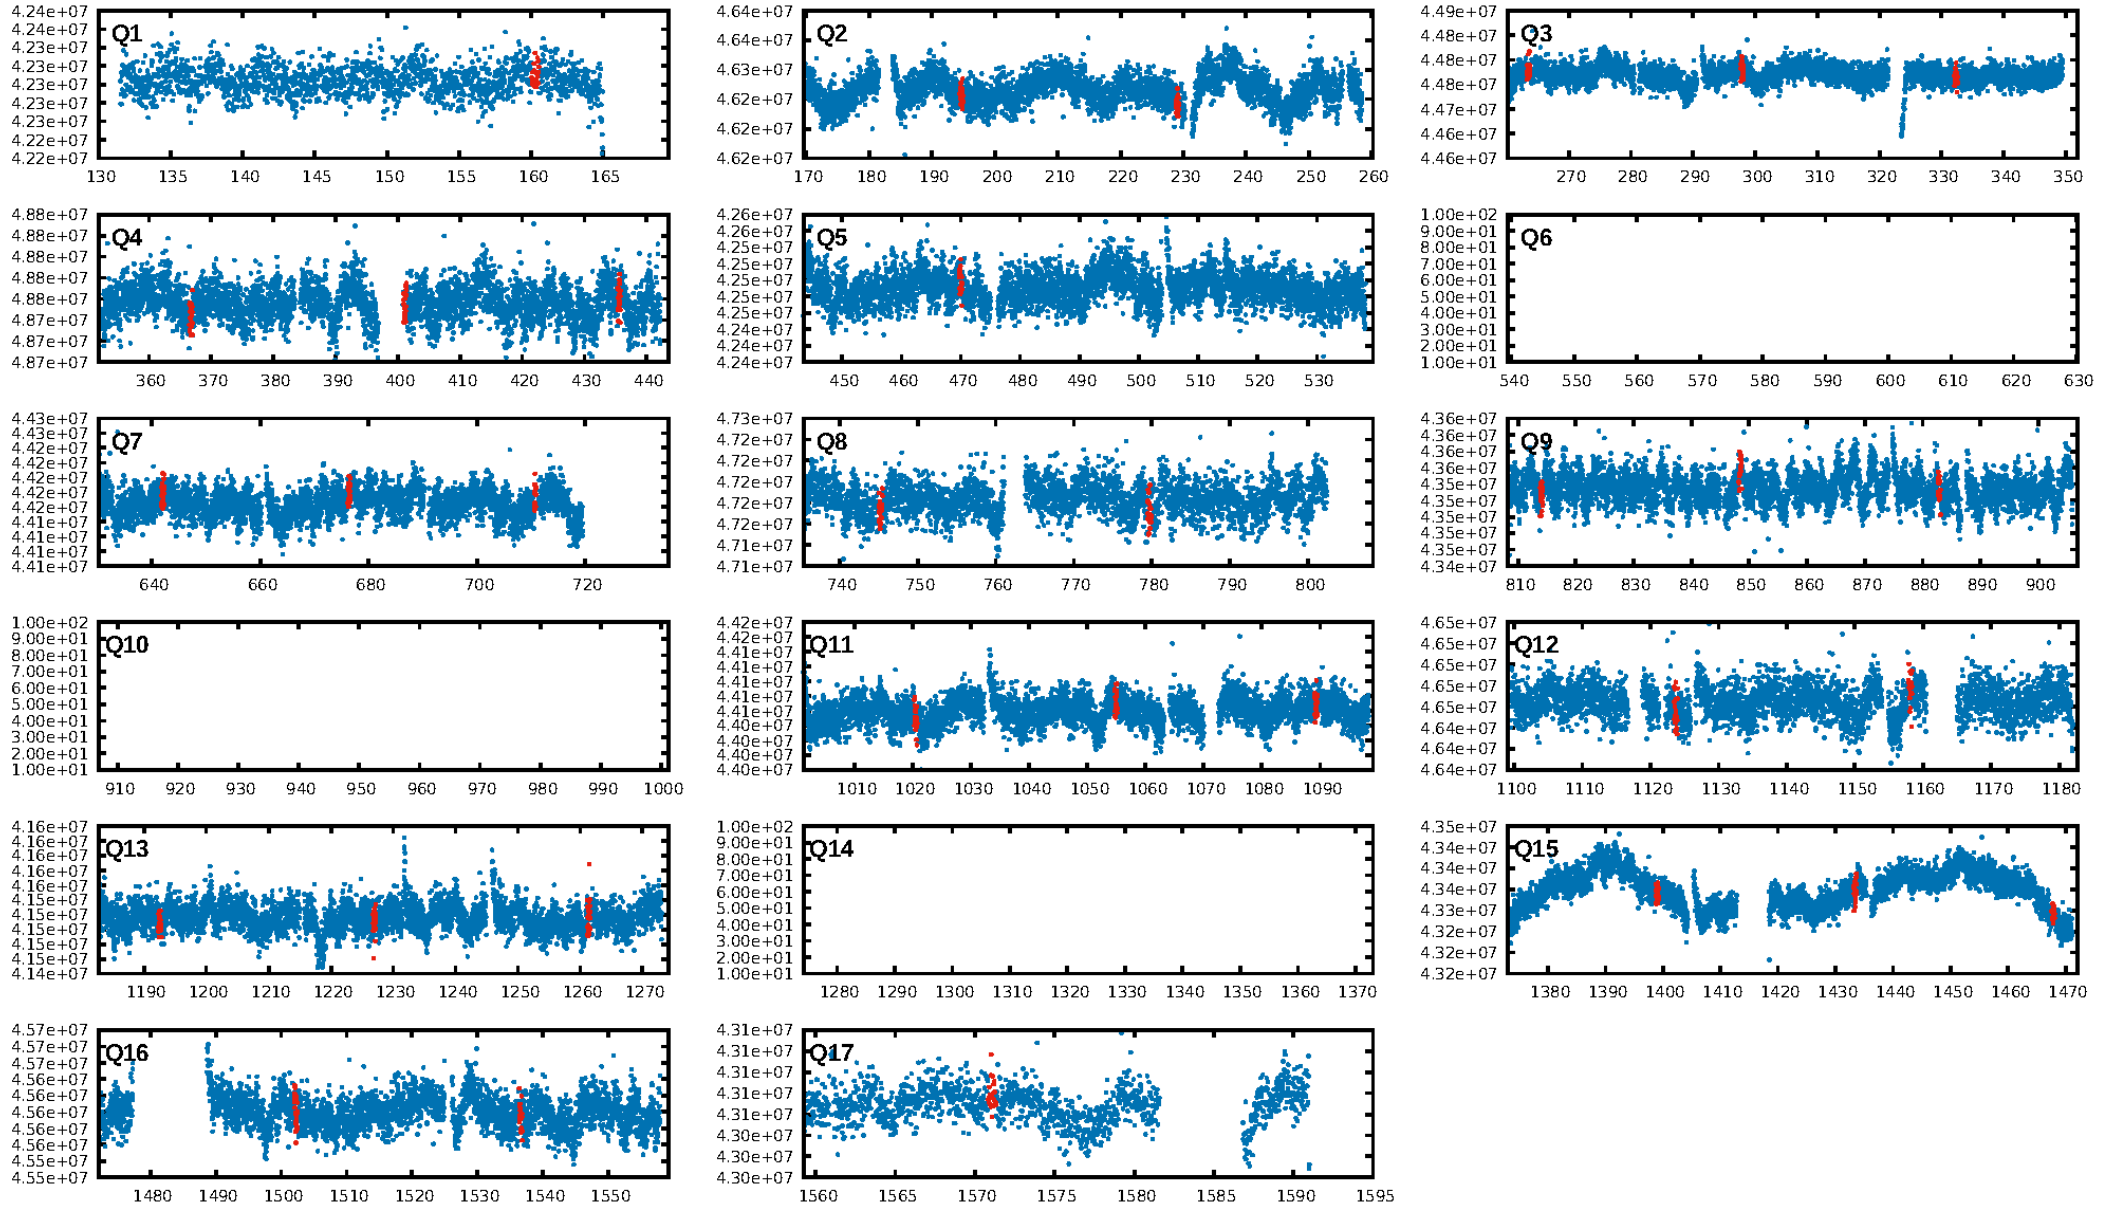 Q1
4.24e+07
4.24e+07
4.23e+07
4.23e+07
4.23e+07
4.23e+07
4.23e+07
4.22e+07
4.22e+07
130 135 140 145 150 155 160 165
Q2
4.64e+07
4.64e+07
4.63e+07
4.62e+07
4.62e+07
4.62e+07
170 180 190 200 210 220 230 240 250 260
Q3
4.49e+07
4.48e+07
4.48e+07
4.48e+07
4.47e+07
4.46e+07
4.46e+07
270 280 290 300 310 320 330 340 350
Q4
4.88e+07
4.88e+07
4.88e+07
4.88e+07
4.88e+07
4.87e+07
4.87e+07
4.87e+07
360 370 380 390 400 410 420 430 440
Q5
4.26e+07
4.25e+07
4.25e+07
4.25e+07
4.25e+07
4.25e+07
4.25e+07
4.24e+07
4.24e+07
4.24e+07
450 460 470 480 490 500 510 520 530
Q6
1.00e+02
9.00e+01
8.00e+01
7.00e+01
6.00e+01
5.00e+01
4.00e+01
3.00e+01
2.00e+01
1.00e+01
540 550 560 570 580 590 600 610 620 630
Q7
4.43e+07
4.43e+07
4.42e+07
4.42e+07
4.42e+07
4.42e+07
4.42e+07
4.41e+07
4.41e+07
4.41e+07
4.41e+07
640 660 680 700 720
Q8
4.73e+07
4.72e+07
4.72e+07
4.72e+07
4.72e+07
4.72e+07
4.71e+07
4.71e+07
740 750 760 770 780 790 800
Q9
4.36e+07
4.36e+07
4.36e+07
4.36e+07
4.35e+07
4.35e+07
4.35e+07
4.35e+07
4.35e+07
4.34e+07
810 820 830 840 850 860 870 880 890 900
Q10
1.00e+02
9.00e+01
8.00e+01
7.00e+01
6.00e+01
5.00e+01
4.00e+01
3.00e+01
2.00e+01
1.00e+01
910 920 930 940 950 960 970 980 990 1000
Q11
4.42e+07
4.42e+07
4.41e+07
4.41e+07
4.41e+07
4.41e+07
4.41e+07
4.40e+07
4.40e+07
4.40e+07
4.40e+07
1010 1020 1030 1040 1050 1060 1070 1080 1090
Q12
4.65e+07
4.65e+07
4.65e+07
4.65e+07
4.65e+07
4.64e+07
4.64e+07
4.64e+07
1100 1110 1120 1130 1140 1150 1160 1170 1180
Q13
4.16e+07
4.16e+07
4.16e+07
4.16e+07
4.16e+07
4.15e+07
4.15e+07
4.15e+07
4.15e+07
4.15e+07
4.14e+07
1190 1200 1210 1220 1230 1240 1250 1260 1270
Q14
1.00e+02
9.00e+01
8.00e+01
7.00e+01
6.00e+01
5.00e+01
4.00e+01
3.00e+01
2.00e+01
1.00e+01
1280 1290 1300 1310 1320 1330 1340 1350 1360 1370
Q15
4.35e+07
4.34e+07
4.34e+07
4.34e+07
4.33e+07
4.33e+07
4.32e+07
4.32e+07
1380 1390 1400 1410 1420 1430 1440 1450 1460 1470
Q16
4.57e+07
4.57e+07
4.57e+07
4.56e+07
4.56e+07
4.56e+07
4.56e+07
4.56e+07
4.55e+07
4.55e+07
1480 1490 1500 1510 1520 1530 1540 1550
Q17
4.31e+07
4.31e+07
4.31e+07
4.31e+07
4.31e+07
4.30e+07
4.30e+07
4.30e+07
1560 1565 1570 1575 1580 1585 1590 1595